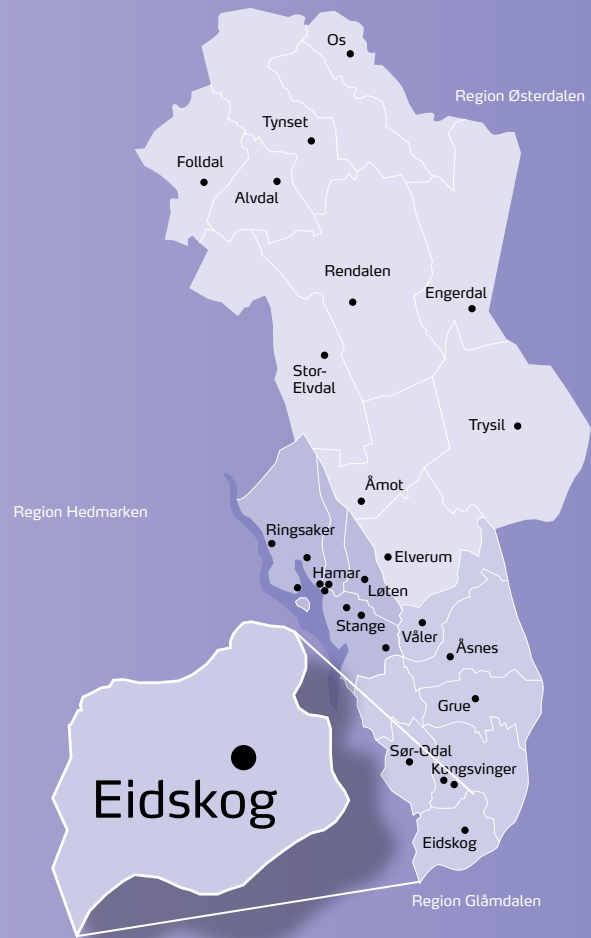 Os
Region Østerdalen
Tynset
Folldal
Alvdal
Rendalen
Engerdal
Stor-
Elvdal
Trysil
Åmot
Region Hedmarken
Ringsaker
Elverum
Hamar
Løten
Stange
Våler
Åsnes
Grue
Sør-Odal
Kongsvinger
Eidskog
Eidskog
Region Glåmdalen